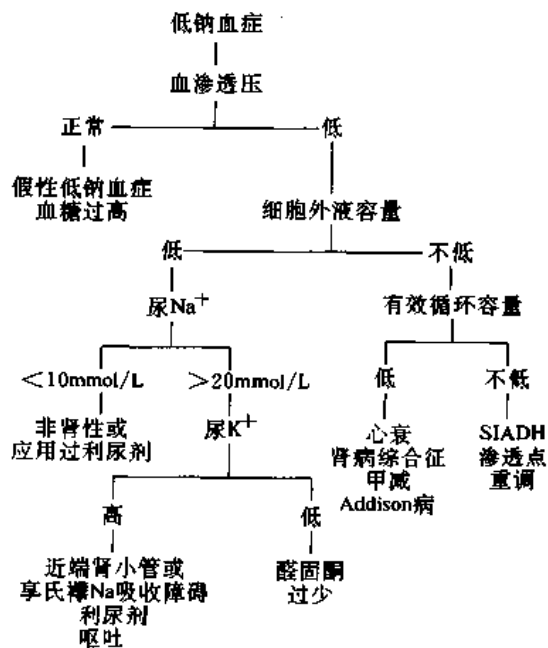 低钠血症
血渗透压
正常 低
假性低钠血症
血糖过高
细胞外液容量
低 不低
尿Na+
有效循环容量
<10mmol/L >20mmol/L
低 不低
非肾性或
应用过利尿剂
尿K+
心衰
肾病综合征
甲减
Addison病
SIADH
渗透点
重调
高 低
近端肾小管或
享氏襻Na吸收障碍
利尿剂
呕吐
醛固酮
过少